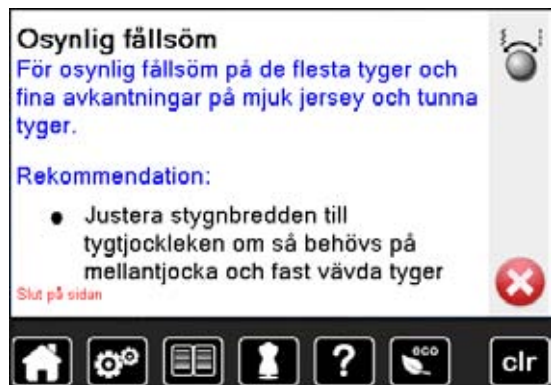 Osynlig fållsöm
För osynlig fållsöm på de flesta tyger och
fina avkantningar på mjuk jersey och tunna
tyger.
Rekommendation:
● Justera stygnbredden till
tygtjockleken om så behövs på
mellantjocka och fast vävda tyger
Slut på sidan
?
eco
clr